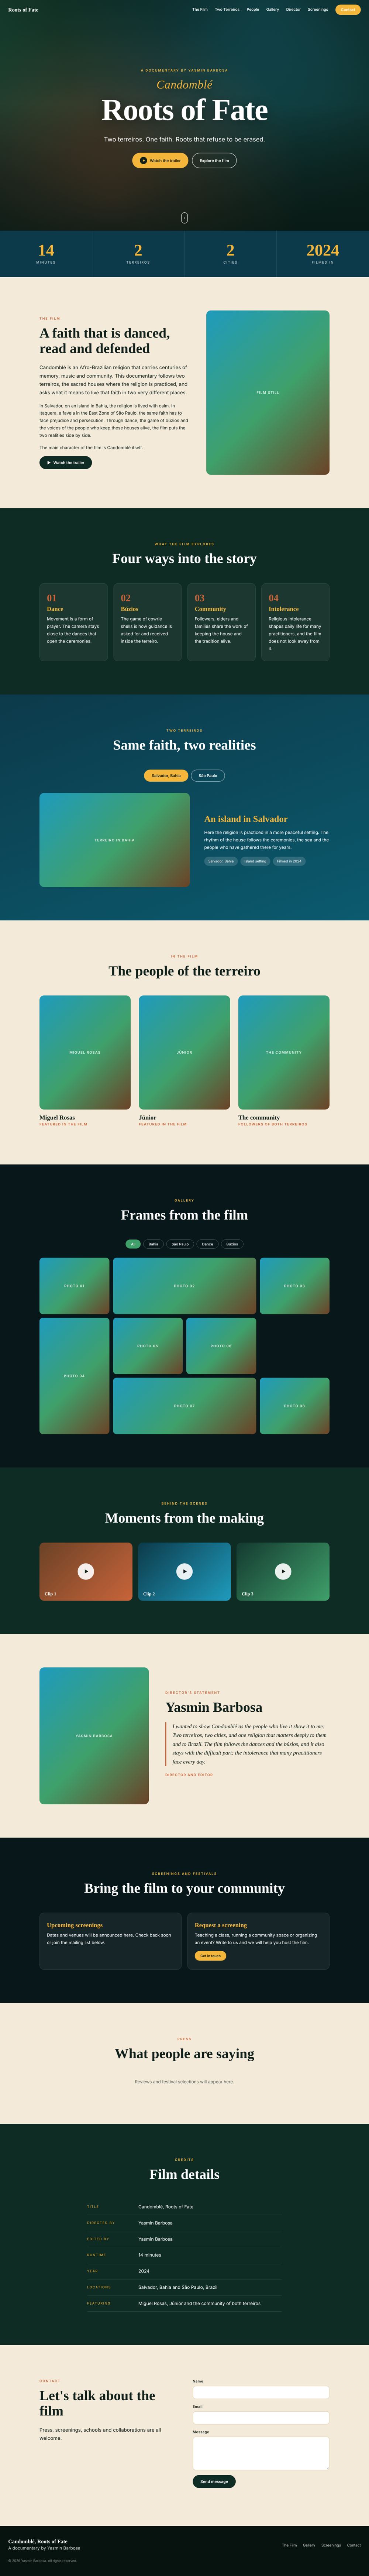 Roots of Fate
The Film Two Terreiros People Gallery Director Screenings Contact
A DOCUMENTARY BY YASMIN BARBOSA
Candomblé
Roots of Fate
Two terreiros. One faith. Roots that refuse to be erased.
Watch the trailer Explore the film
14 2 2 2024
MINUTES TERREIROS CITIES FILMED IN
THE FILM
A faith that is danced,
read and defended
Candomblé is an Afro-Brazilian religion that carries centuries of
memory, music and community. This documentary follows two
terreiros, the sacred houses where the religion is practiced, and
asks what it means to live that faith in two very different places.
In Salvador, on an island in Bahia, the religion is lived with calm. In
Itaquera, a favela in the East Zone of São Paulo, the same faith has to
face prejudice and persecution. Through dance, the game of búzios and
the voices of the people who keep these houses alive, the film puts the
two realities side by side.
The main character of the film is Candomblé itself.
Watch the trailer
FILM STILL
WHAT THE FILM EXPLORES
Four ways into the story
01
Dance
Movement is a form of
prayer. The camera stays
close to the dances that
open the ceremonies.
02
Búzios
The game of cowrie
shells is how guidance is
asked for and received
inside the terreiro.
03
Community
Followers, elders and
families share the work of
keeping the house and
the tradition alive.
04
Intolerance
Religious intolerance
shapes daily life for many
practitioners, and the film
does not look away from
it.
TWO TERREIROS
Same faith, two realities
Salvador, Bahia São Paulo
TERREIRO IN BAHIA
An island in Salvador
Here the religion is practiced in a more peaceful setting. The
rhythm of the house follows the ceremonies, the sea and the
people who have gathered there for years.
Salvador, Bahia Island setting Filmed in 2024
IN THE FILM
The people of the terreiro
MIGUEL ROSAS JÚNIOR THE COMMUNITY
Miguel Rosas Júnior The community
FEATURED IN THE FILM FEATURED IN THE FILM FOLLOWERS OF BOTH TERREIROS
GALLERY
Frames from the film
All Bahia São Paulo Dance Búzios
PHOTO 01 PHOTO 02 PHOTO 03
PHOTO 04 PHOTO 05 PHOTO 06
PHOTO 07 PHOTO 08
BEHIND THE SCENES
Moments from the making
Clip 1 Clip 2 Clip 3
YASMIN BARBOSA
DIRECTOR'S STATEMENT
Yasmin Barbosa
I wanted to show Candomblé as the people who live it show it to me.
Two terreiros, two cities, and one religion that matters deeply to them
and to Brazil. The film follows the dances and the búzios, and it also
stays with the difficult part: the intolerance that many practitioners
face every day.
DIRECTOR AND EDITOR
SCREENINGS AND FESTIVALS
Bring the film to your community
Upcoming screenings
Dates and venues will be announced here. Check back soon
or join the mailing list below.
Request a screening
Teaching a class, running a community space or organizing
an event? Write to us and we will help you host the film.
Get in touch
PRESS
What people are saying
Reviews and festival selections will appear here.
CREDITS
Film details
TITLE Candomblé, Roots of Fate
DIRECTED BY Yasmin Barbosa
EDITED BY Yasmin Barbosa
RUNTIME 14 minutes
YEAR 2024
LOCATIONS Salvador, Bahia and São Paulo, Brazil
FEATURING Miguel Rosas, Júnior and the community of both terreiros
CONTACT
Let's talk about the
film
Press, screenings, schools and collaborations are all
welcome.
Name
Email
Message
Send message
Candomblé, Roots of Fate
A documentary by Yasmin Barbosa
The Film Gallery Screenings Contact
Yasmin Barbosa. All rights reserved.